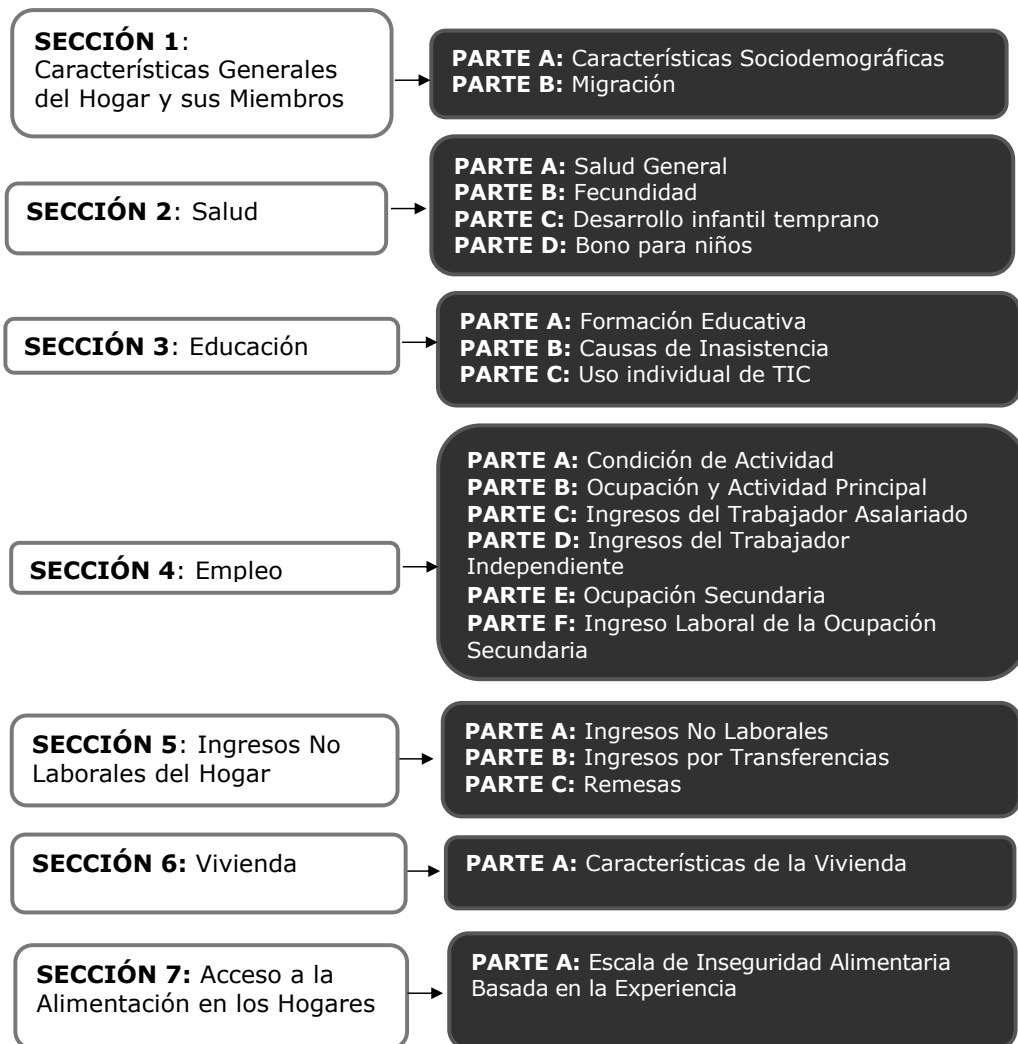 SECCIÓN 1:
Características Generales
del Hogar y sus Miembros
PARTE A: Características Sociodemográficas
PARTE B: Migración
SECCIÓN 2: Salud
PARTE A: Salud General
PARTE B: Fecundidad
PARTE C: Desarrollo infantil temprano
PARTE D: Bono para niños
SECCIÓN 3: Educación
PARTE A: Formación Educativa
PARTE B: Causas de Inasistencia
PARTE C: Uso individual de TIC
SECCIÓN 4: Empleo
PARTE A: Condición de Actividad
PARTE B: Ocupación y Actividad Principal
PARTE C: Ingresos del Trabajador Asalariado
PARTE D: Ingresos del Trabajador
Independiente
PARTE E: Ocupación Secundaria
PARTE F: Ingreso Laboral de la Ocupación
Secundaria
SECCIÓN 5: Ingresos No
Laborales del Hogar
PARTE A: Ingresos No Laborales
PARTE B: Ingresos por Transferencias
PARTE C: Remesas
SECCIÓN 6: Vivienda
PARTE A: Características de la Vivienda
SECCIÓN 7: Acceso a la
Alimentación en los Hogares
PARTE A: Escala de Inseguridad Alimentaria
Basada en la Experiencia